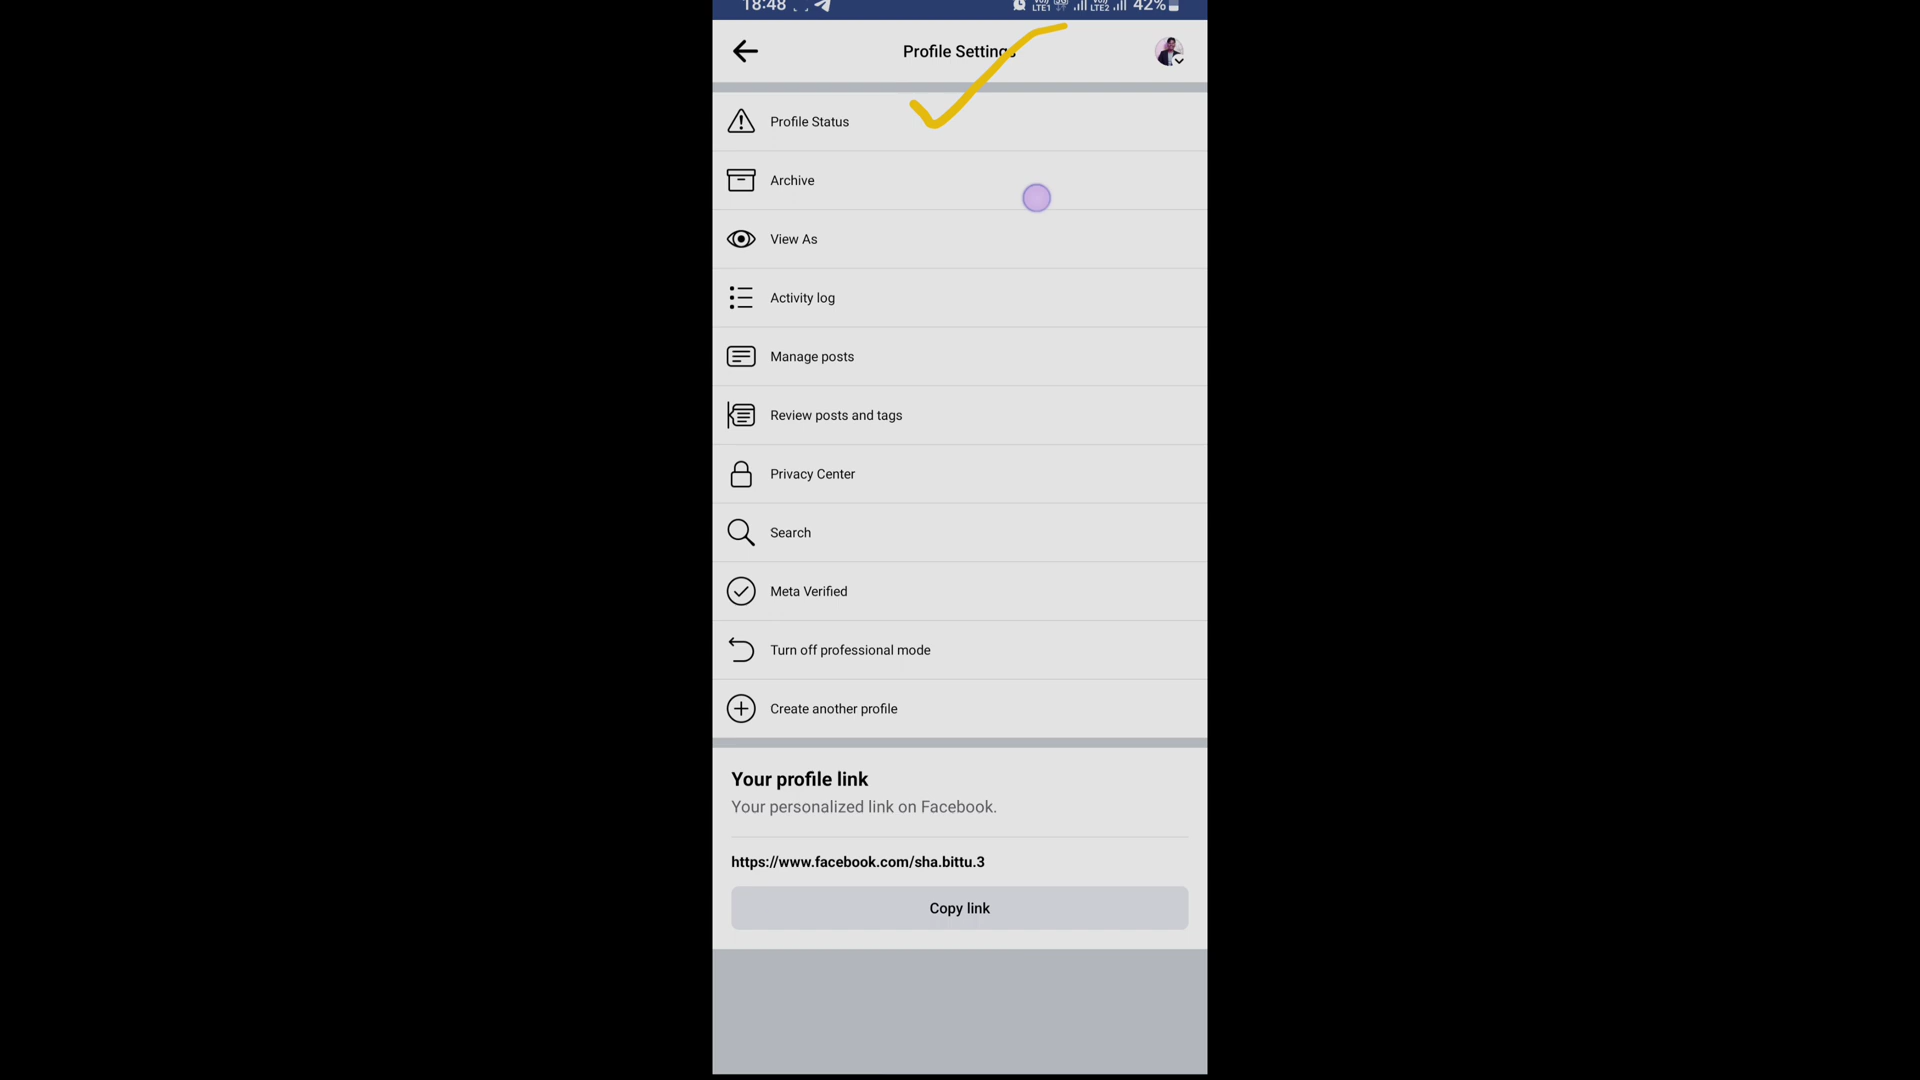 18:48 42%
Profile Settings
Profile Status
Archive
View As
Activity log
Manage posts
Review posts and tags
Privacy Center
Search
Meta Verified
Turn off professional mode
Create another profile
Your profile link
Your personalized link on Facebook.
https://www.facebook.com/sha.bittu.3
Copy link